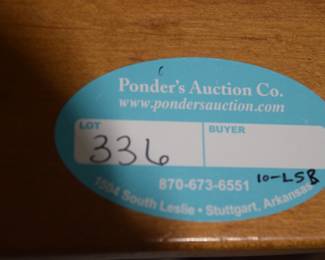 Ponder's Auction Co.
www.pondersauction.com
LOT BUYER
336
870-673-6551 10-L58
1504 South Leslie • Stuttgart, Arkansas